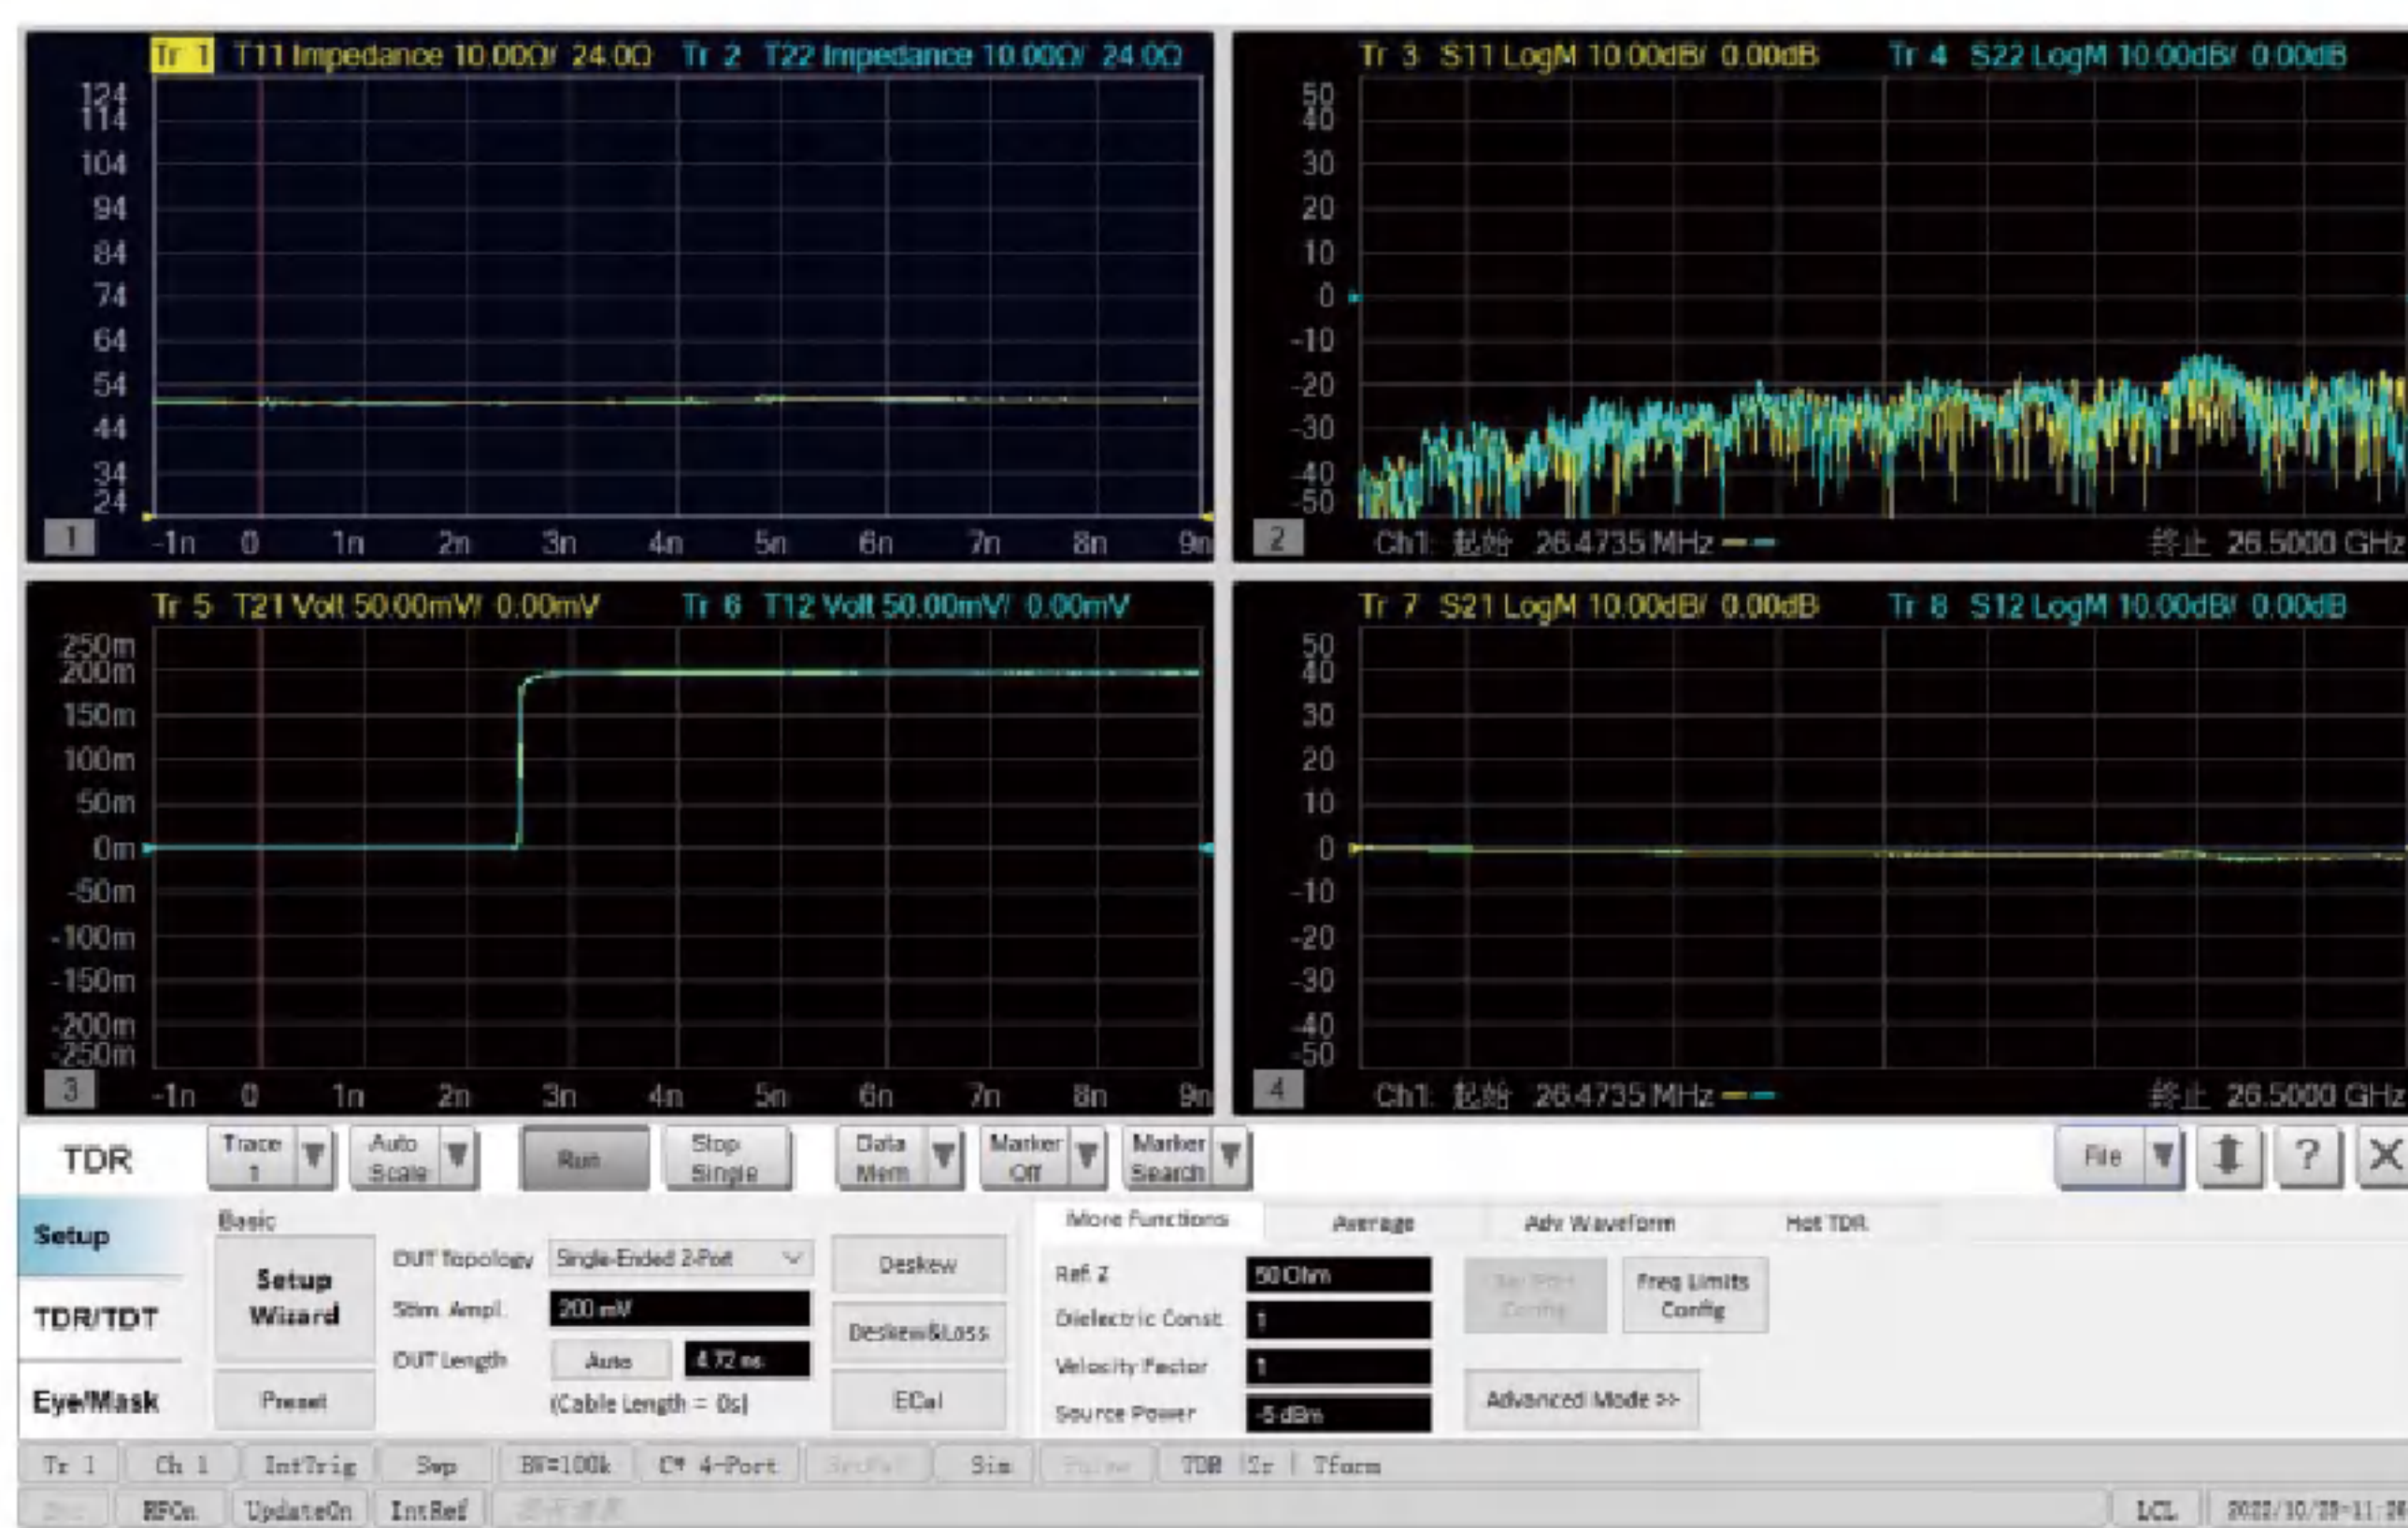 Tr 1 T11 Impedance 10.00Ω/ 24.0Ω Tr 2 T22 Impedance 10.00Ω/ 24.0Ω
124
114
104
94
84
74
64
54
44
34
24
1
-1n 0 1n 2n 3n 4n 5n 6n 7n 8n 9n
Tr 3 S11 LogM 10.00dB/ 0.00dB Tr 4 S22 LogM 10.00dB/ 0.00dB
50
40
30
20
10
0
-10
-20
-30
-40
-50
2
Ch1: 起始 26.4735 MHz 终止 26.5000 GHz
Tr 5 T21 Volt 50.00mV/ 0.00mV Tr 6 T12 Volt 50.00mV/ 0.00mV
250m
200m
150m
100m
50m
0m
-50m
-100m
-150m
-200m
-250m
3
-1n 0 1n 2n 3n 4n 5n 6n 7n 8n 9n
Tr 7 S21 LogM 10.00dB/ 0.00dB Tr 8 S12 LogM 10.00dB/ 0.00dB
50
40
30
20
10
0
-10
-20
-30
-40
-50
4
Ch1: 起始 26.4735 MHz 终止 26.5000 GHz
TDR
Trace 1
Auto Scale
Run
Stop Single
Data Mem
Marker Off
Marker Search
File
?
X
Setup
TDR/TDT
Eye/Mask
Basic
Setup Wizard
Preset
DUT Topology Single-Ended 2-Port
Stim. Ampl. 200 mV
DUT Length Auto 4.72 ns
(Cable Length = 0s)
Deskew
Deskew&Loss
ECal
More Functions Average Adv Waveform Hot TDR
Ref. Z 50 Ohm
Dielectric Const. 1
Velocity Factor 1
Source Power -5 dBm
Freq Limits Config
Advanced Mode >>
Tr 1 Ch 1 IntTrig Swp BW=100k C* 4-Port Sim TDR Tform
RFOn UpdateOn IntRef LCL